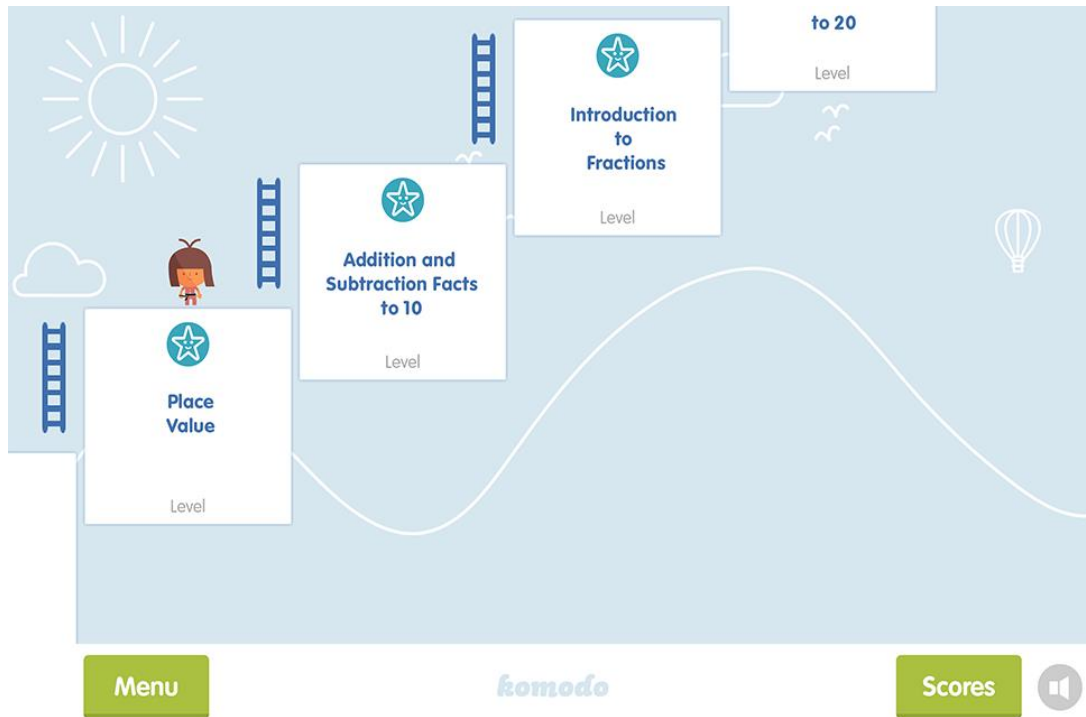 to 20
Level
Introduction
to
Fractions
Level
Addition and
Subtraction Facts
to 10
Level
Place
Value
Level
Menu
komodo
Scores